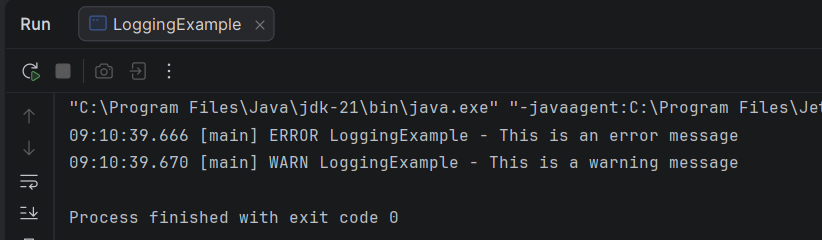 Run LoggingExample
"C:\Program Files\Java\jdk-21\bin\java.exe" "-javaagent:C:\Program Files\Jet
09:10:39.666 [main] ERROR LoggingExample - This is an error message
09:10:39.670 [main] WARN LoggingExample - This is a warning message
Process finished with exit code 0